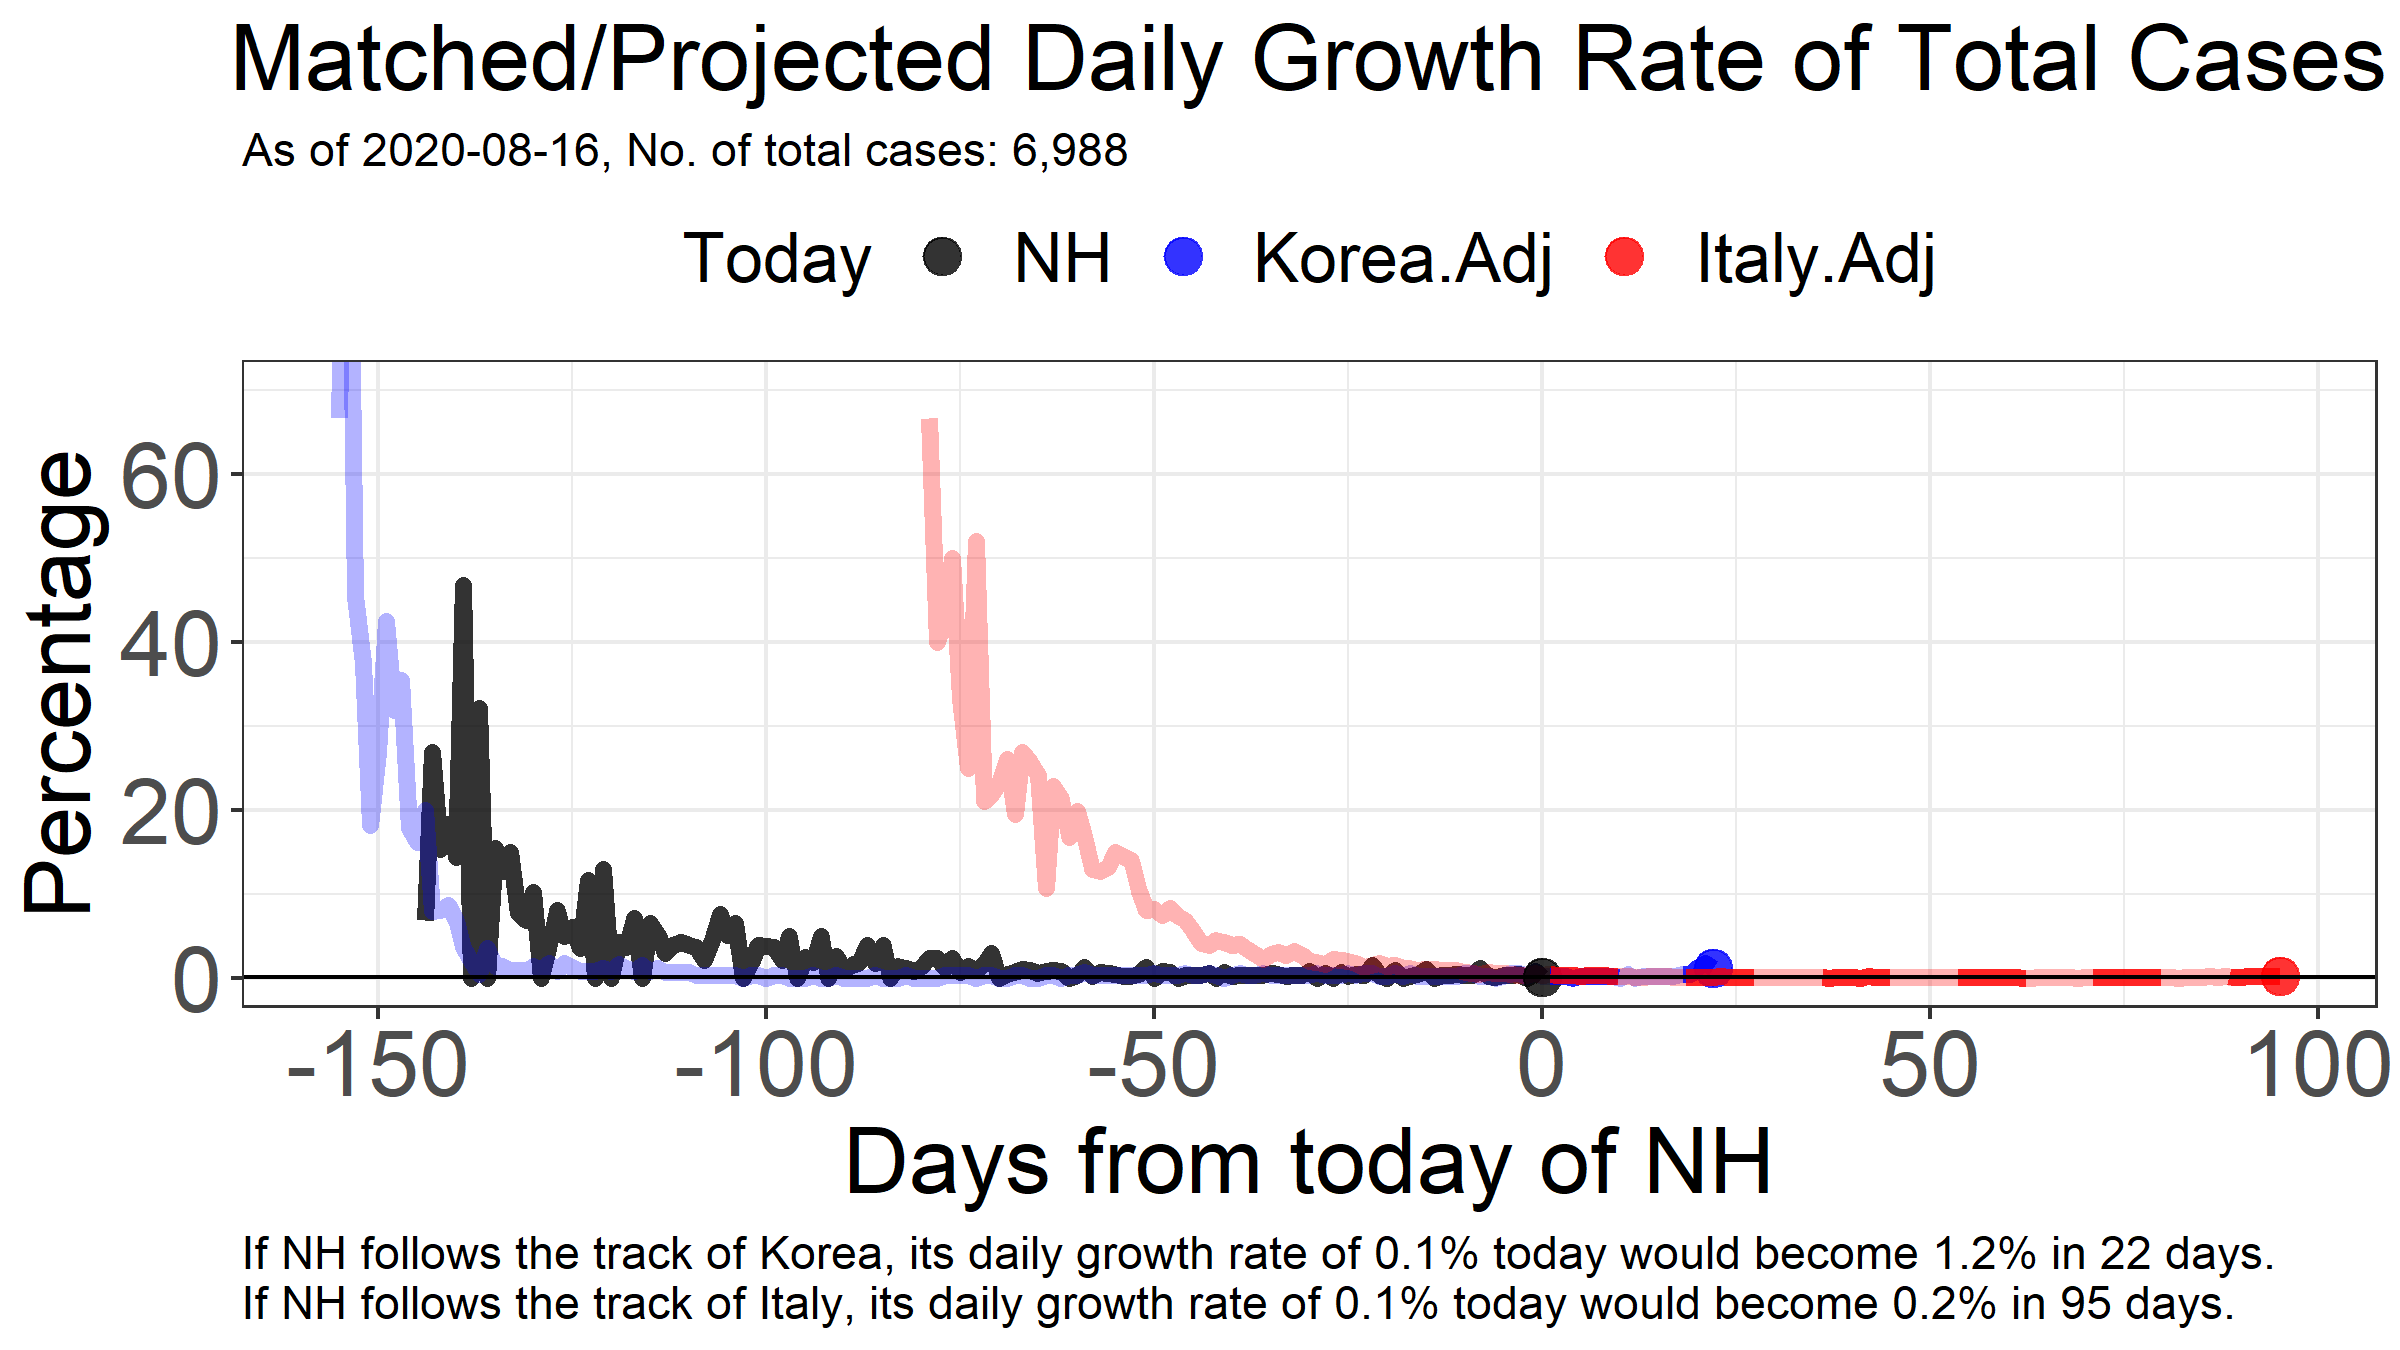 Matched/Projected Daily Growth Rate of Total Cases
As of 2020-08-16, No. of total cases: 6,988
Today NH Korea.Adj Italy.Adj
Percentage
60
40
20
0
-150 -100 -50 0 50 100
Days from today of NH
If NH follows the track of Korea, its daily growth rate of 0.1% today would become 1.2% in 22 days.
If NH follows the track of Italy, its daily growth rate of 0.1% today would become 0.2% in 95 days.